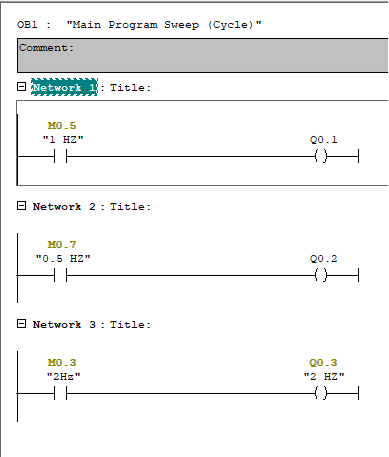 OB1 : "Main Program Sweep (Cycle)"
Comment:
Network 1: Title:
M0.5
"1 HZ" Q0.1
Network 2: Title:
M0.7
"0.5 HZ" Q0.2
Network 3: Title:
M0.3 Q0.3
"2Hz" "2 HZ"